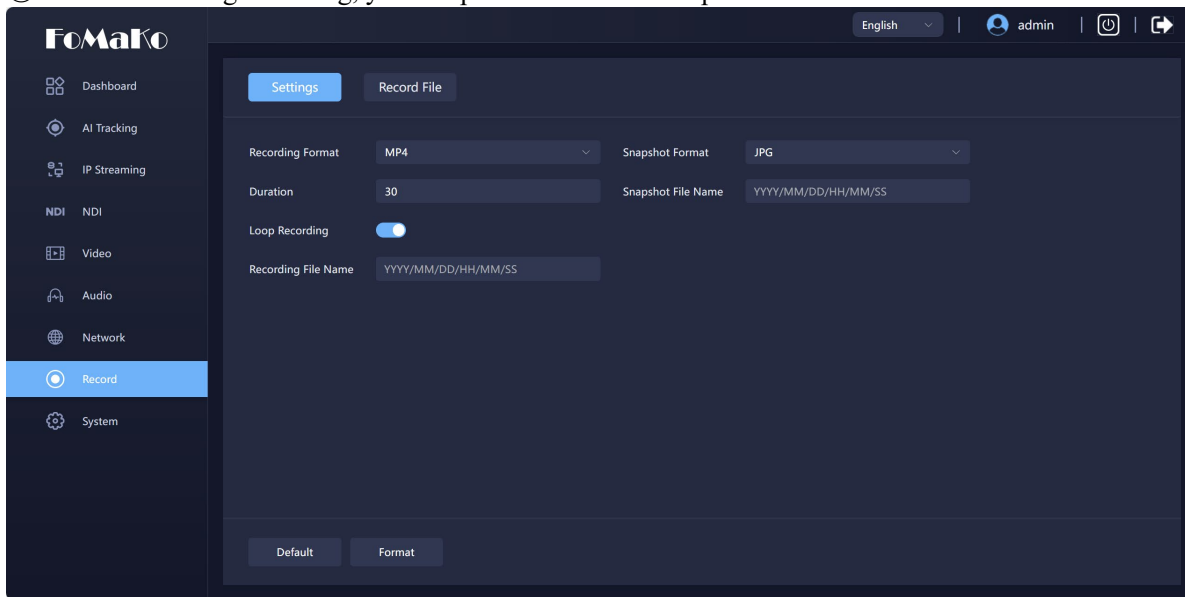 FoMaKo
English
admin
Dashboard
AI Tracking
IP Streaming
NDI NDI
Video
Audio
Network
Record
System
Settings Record File
Recording Format MP4 Snapshot Format JPG
Duration 30 Snapshot File Name YYYY/MM/DD/HH/MM/SS
Loop Recording
Recording File Name YYYY/MM/DD/HH/MM/SS
Default Format